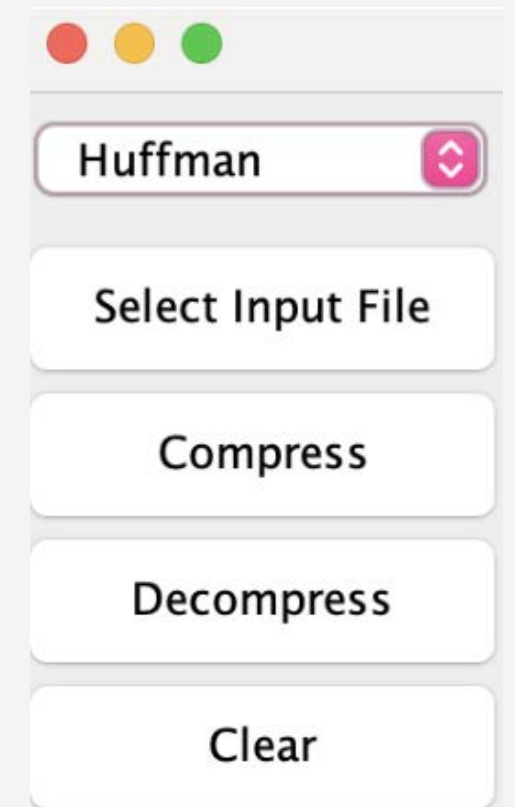 Huffman
Select Input File
Compress
Decompress
Clear